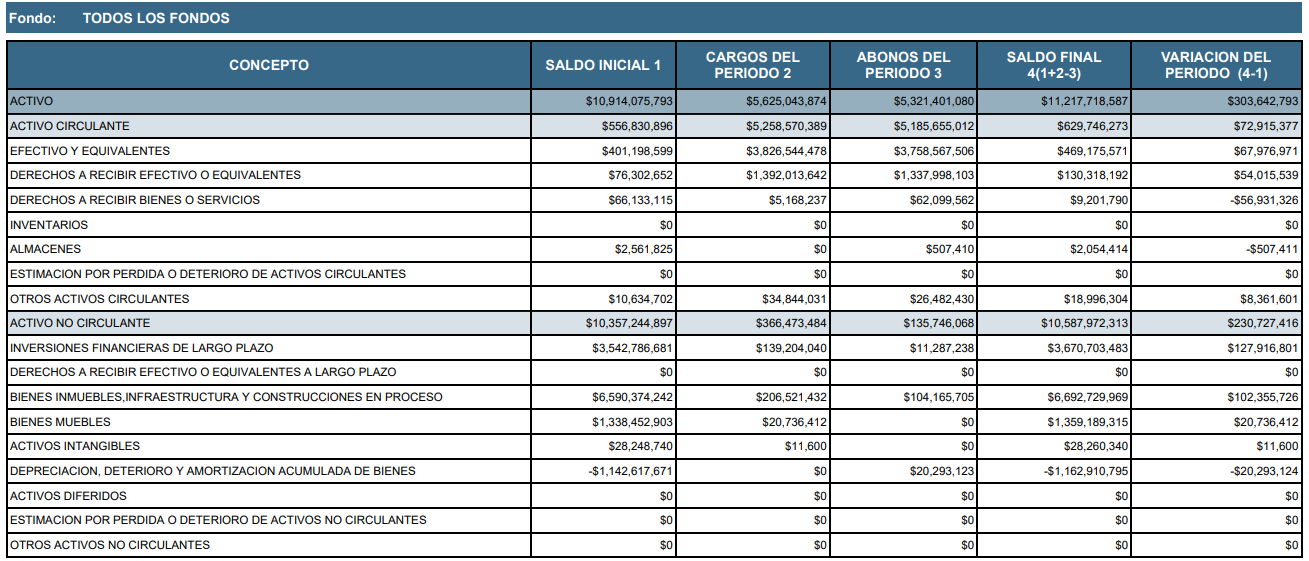 Fondo: TODOS LOS FONDOS
CONCEPTO SALDO INICIAL 1 CARGOS DEL PERIODO 2 ABONOS DEL PERIODO 3 SALDO FINAL 4(1+2-3) VARIACION DEL PERIODO (4-1)
ACTIVO $10,914,075,793 $5,625,043,874 $5,321,401,080 $11,217,718,587 $303,642,793
ACTIVO CIRCULANTE $556,830,896 $5,258,570,389 $5,185,655,012 $629,746,273 $72,915,377
EFECTIVO Y EQUIVALENTES $401,198,599 $3,826,544,478 $3,758,567,506 $469,175,571 $67,976,971
DERECHOS A RECIBIR EFECTIVO O EQUIVALENTES $76,302,652 $1,392,013,642 $1,337,998,103 $130,318,192 $54,015,539
DERECHOS A RECIBIR BIENES O SERVICIOS $66,133,115 $5,168,237 $62,099,562 $9,201,790 -$56,931,326
INVENTARIOS $0 $0 $0 $0 $0
ALMACENES $2,561,825 $0 $507,410 $2,054,414 -$507,411
ESTIMACION POR PERDIDA O DETERIORO DE ACTIVOS CIRCULANTES $0 $0 $0 $0 $0
OTROS ACTIVOS CIRCULANTES $10,634,702 $34,844,031 $26,482,430 $18,996,304 $8,361,601
ACTIVO NO CIRCULANTE $10,357,244,897 $366,473,484 $135,746,068 $10,587,972,313 $230,727,416
INVERSIONES FINANCIERAS DE LARGO PLAZO $3,542,786,681 $139,204,040 $11,287,238 $3,670,703,483 $127,916,801
DERECHOS A RECIBIR EFECTIVO O EQUIVALENTES A LARGO PLAZO $0 $0 $0 $0 $0
BIENES INMUEBLES,INFRAESTRUCTURA Y CONSTRUCCIONES EN PROCESO $6,590,374,242 $206,521,432 $104,165,705 $6,692,729,969 $102,355,726
BIENES MUEBLES $1,338,452,903 $20,736,412 $0 $1,359,189,315 $20,736,412
ACTIVOS INTANGIBLES $28,248,740 $11,600 $0 $28,260,340 $11,600
DEPRECIACION, DETERIORO Y AMORTIZACION ACUMULADA DE BIENES -$1,142,617,671 $0 $20,293,123 -$1,162,910,795 -$20,293,124
ACTIVOS DIFERIDOS $0 $0 $0 $0 $0
ESTIMACION POR PERDIDA O DETERIORO DE ACTIVOS NO CIRCULANTES $0 $0 $0 $0 $0
OTROS ACTIVOS NO CIRCULANTES $0 $0 $0 $0 $0